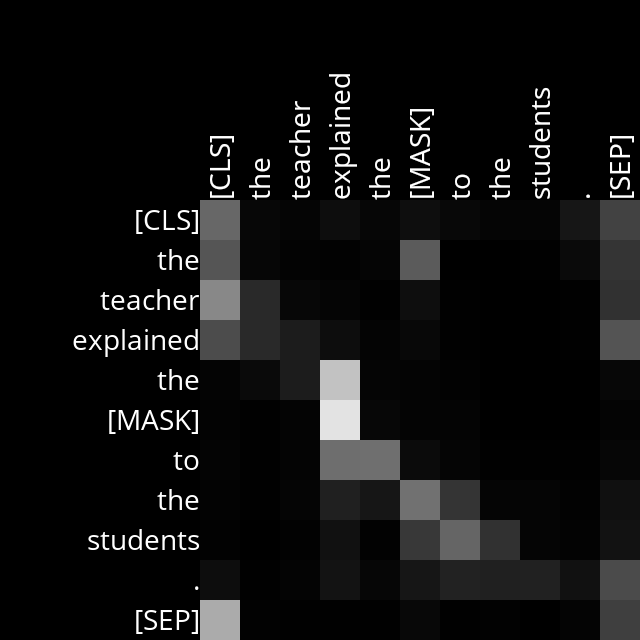 [CLS]
the
teacher
explained
the
[MASK]
to
the
students
.
[SEP]
[CLS]
the
teacher
explained
the
[MASK]
to
the
students
.
[SEP]